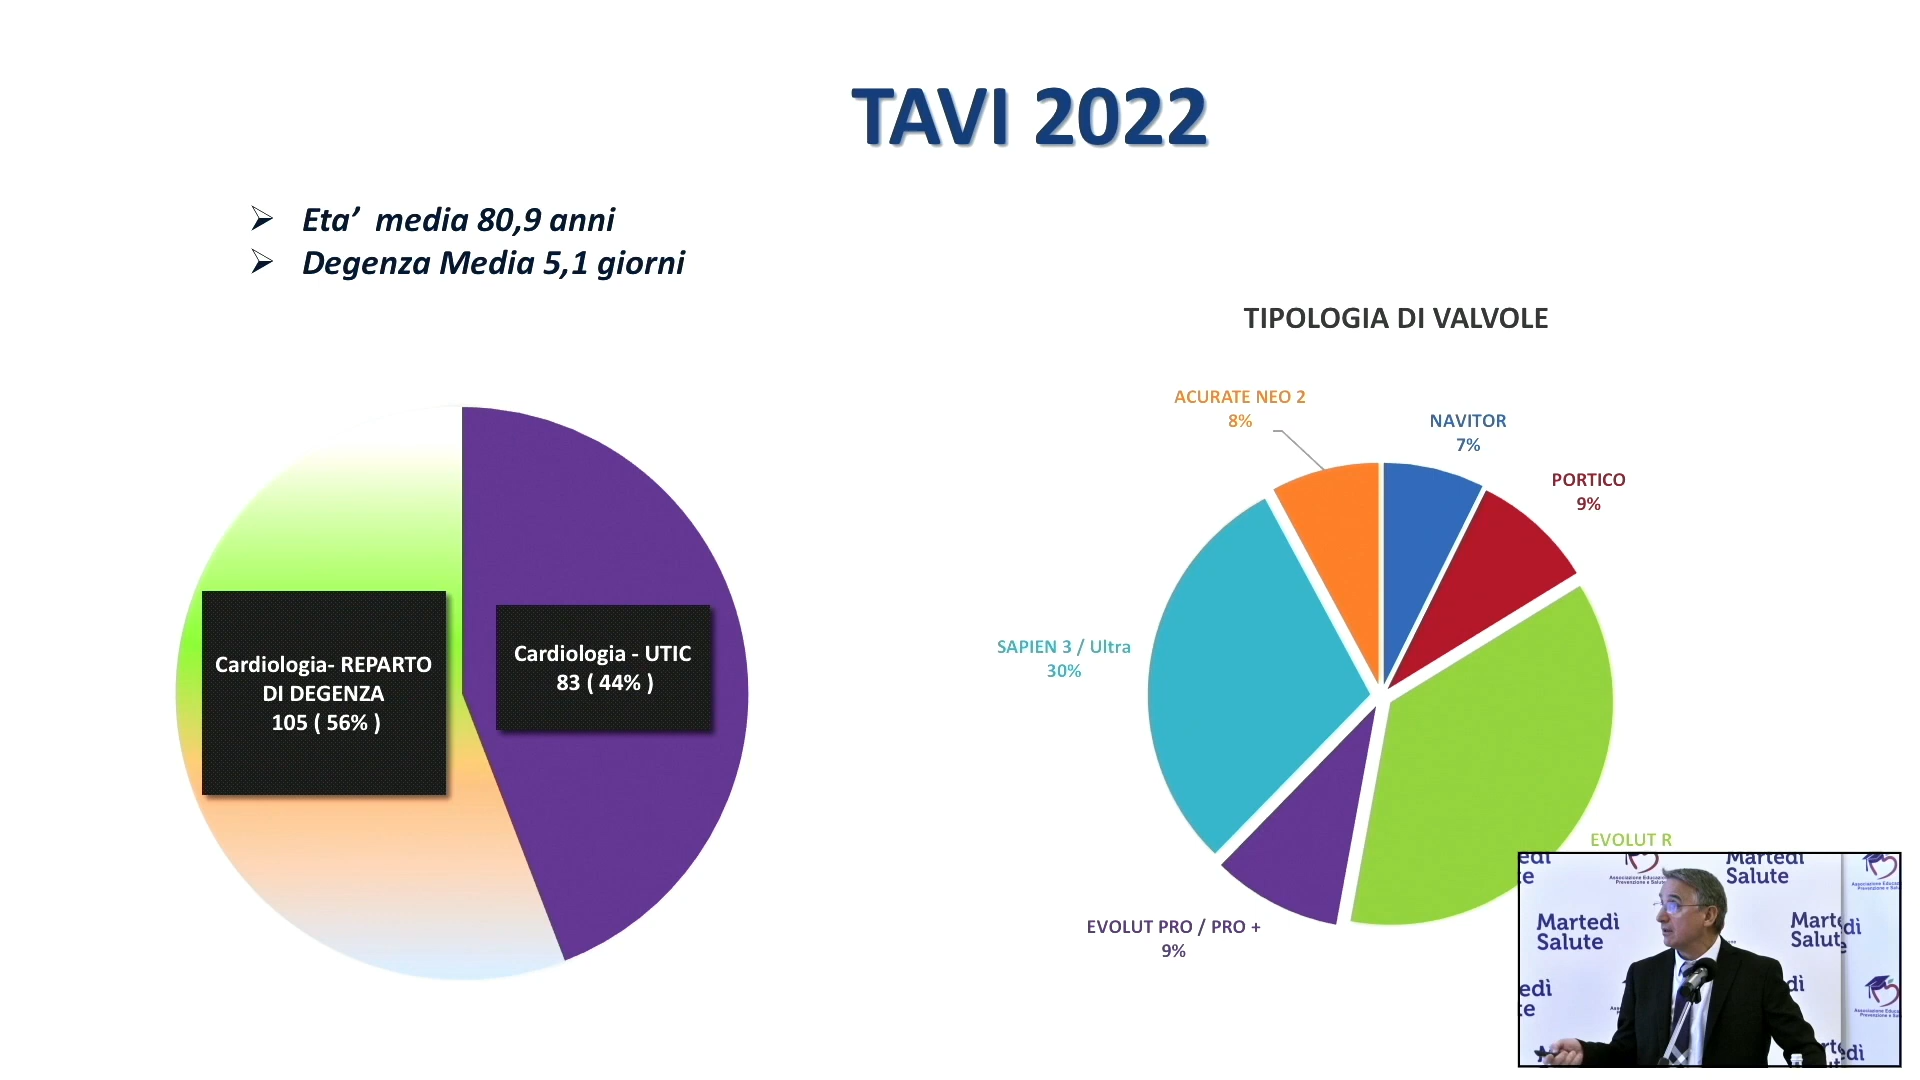 TAVI 2022
Eta’ media 80,9 anni
Degenza Media 5,1 giorni
TIPOLOGIA DI VALVOLE
ACURATE NEO 2
8%
NAVITOR
7%
PORTICO
9%
SAPIEN 3 / Ultra
30%
EVOLUT R
EVOLUT PRO / PRO +
9%
Cardiologia- REPARTO
DI DEGENZA
105 ( 56% )
Cardiologia - UTIC
83 ( 44% )
Martedì
Salute
Martedì
Salute